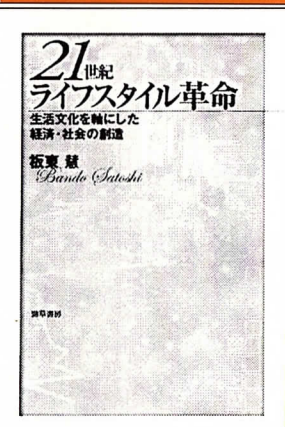 21世紀
ライフスタイル革命
生活文化を軸にした
経済・社会の創造
板東 慧
Bando Satoshi
勁草書房